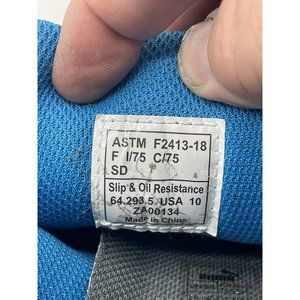 ASTM F2413-18
F I/75 C/75
SD
Slip & Oil Resistance
64.293.5 USA 10
ZA00134
Made in China